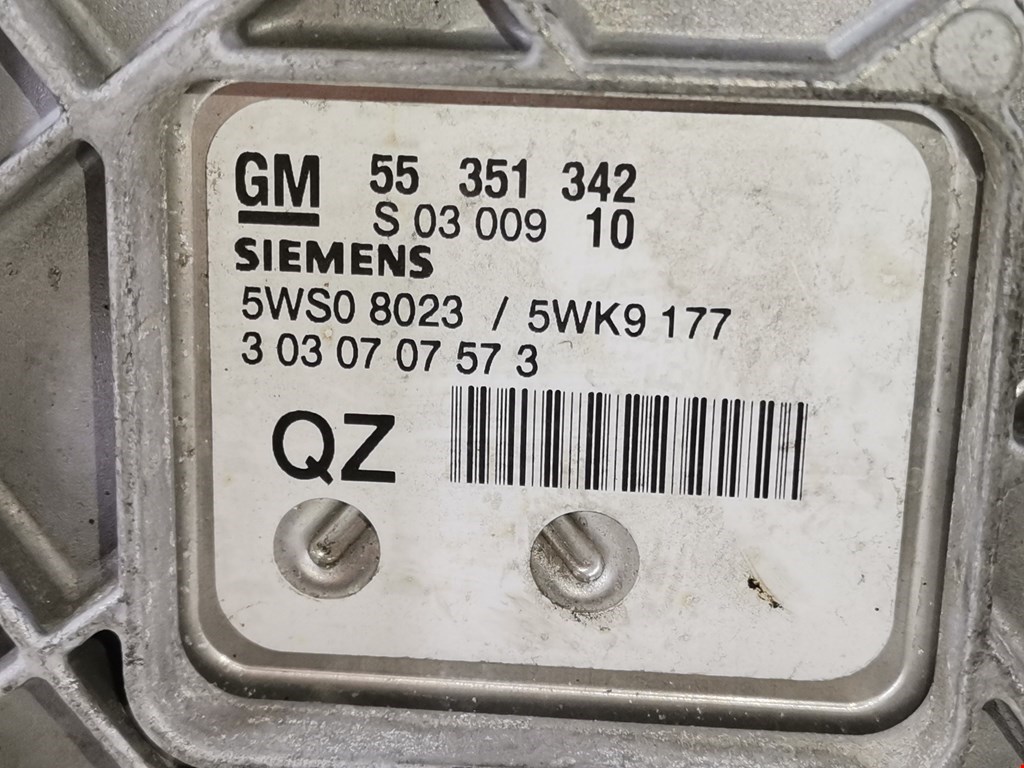 GM 55 351 342
S 03 009 10
SIEMENS
5WS0 8023 / 5WK9 177
3 03 07 07 57 3
QZ